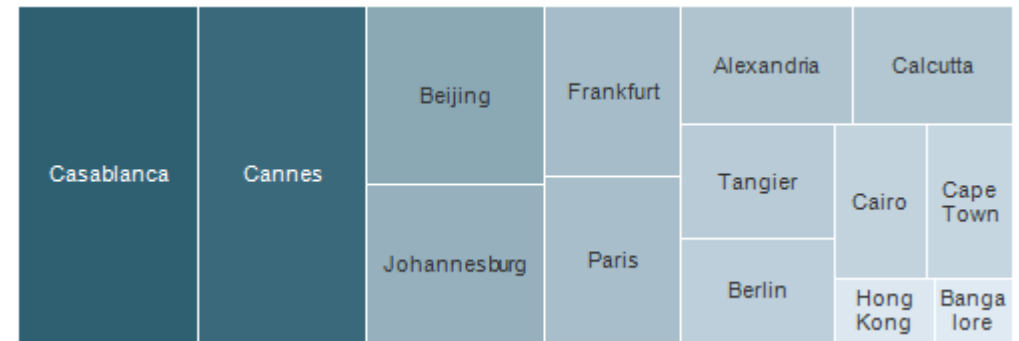 Casablanca
Cannes
Beijing
Johannesburg
Frankfurt
Paris
Alexandria
Calcutta
Tangier
Berlin
Cairo
Cape
Town
Hong
Kong
Banga
lore